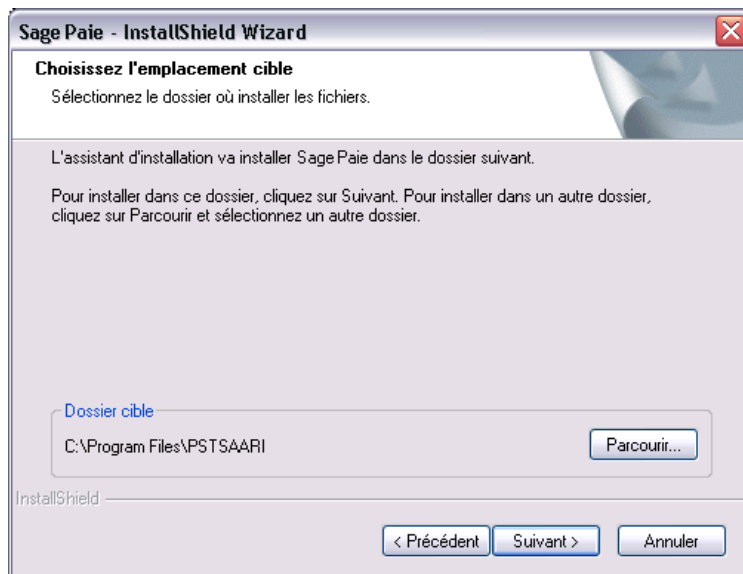 Sage Paie - InstallShield Wizard
Choisissez l'emplacement cible
Sélectionnez le dossier où installer les fichiers.
L'assistant d'installation va installer Sage Paie dans le dossier suivant.
Pour installer dans ce dossier, cliquez sur Suivant. Pour installer dans un autre dossier,
cliquez sur Parcourir et sélectionnez un autre dossier.
Dossier cible
C:\Program Files\PSTSAARI
Parcourir...
InstallShield
< Précédent
Suivant >
Annuler